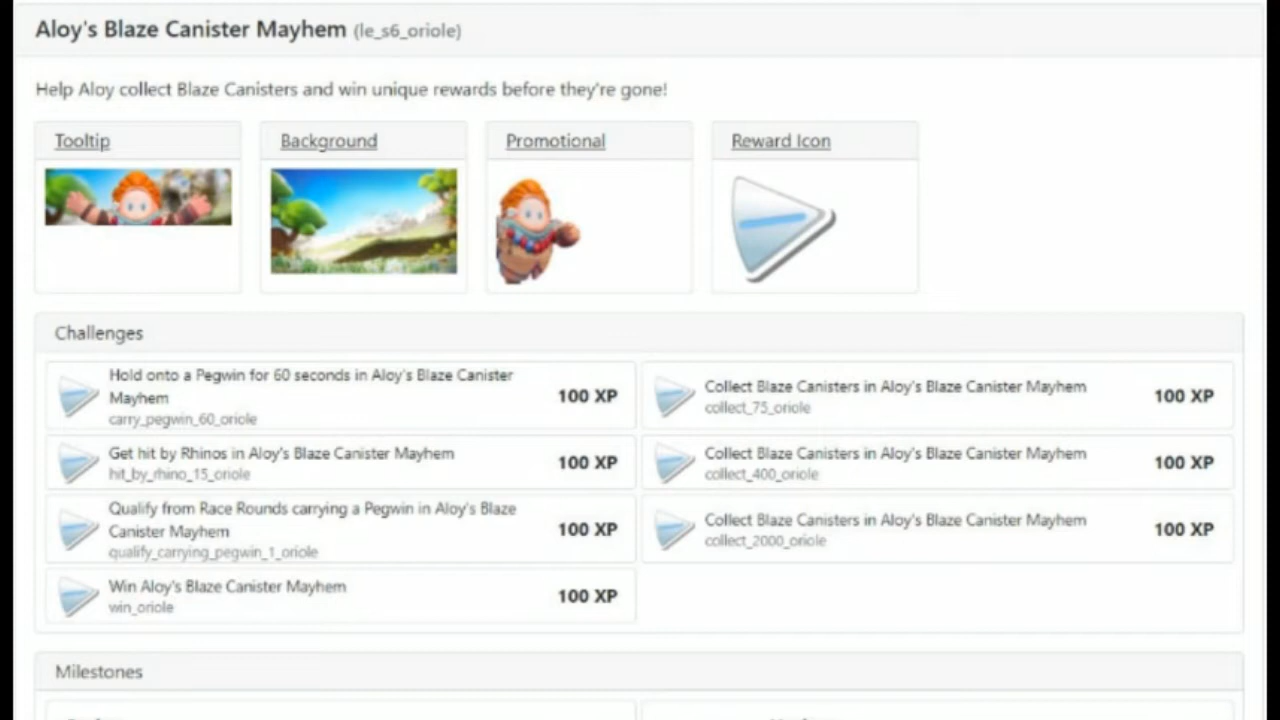 Aloy's Blaze Canister Mayhem (le_s6_oriole)
Help Aloy collect Blaze Canisters and win unique rewards before they're gone!
Tooltip
Background
Promotional
Reward Icon
Challenges
Hold onto a Pegwin for 60 seconds in Aloy's Blaze Canister
Mayhem
carry_pegwin_60_oriole
100 XP
Collect Blaze Canisters in Aloy's Blaze Canister Mayhem
collect_75_oriole
100 XP
Get hit by Rhinos in Aloy's Blaze Canister Mayhem
hit_by_rhino_15_oriole
100 XP
Collect Blaze Canisters in Aloy's Blaze Canister Mayhem
collect_400_oriole
100 XP
Qualify from Race Rounds carrying a Pegwin in Aloy's Blaze
Canister Mayhem
qualify_carrying_pegwin_1_oriole
100 XP
Collect Blaze Canisters in Aloy's Blaze Canister Mayhem
collect_2000_oriole
100 XP
Win Aloy's Blaze Canister Mayhem
win_oriole
100 XP
Milestones